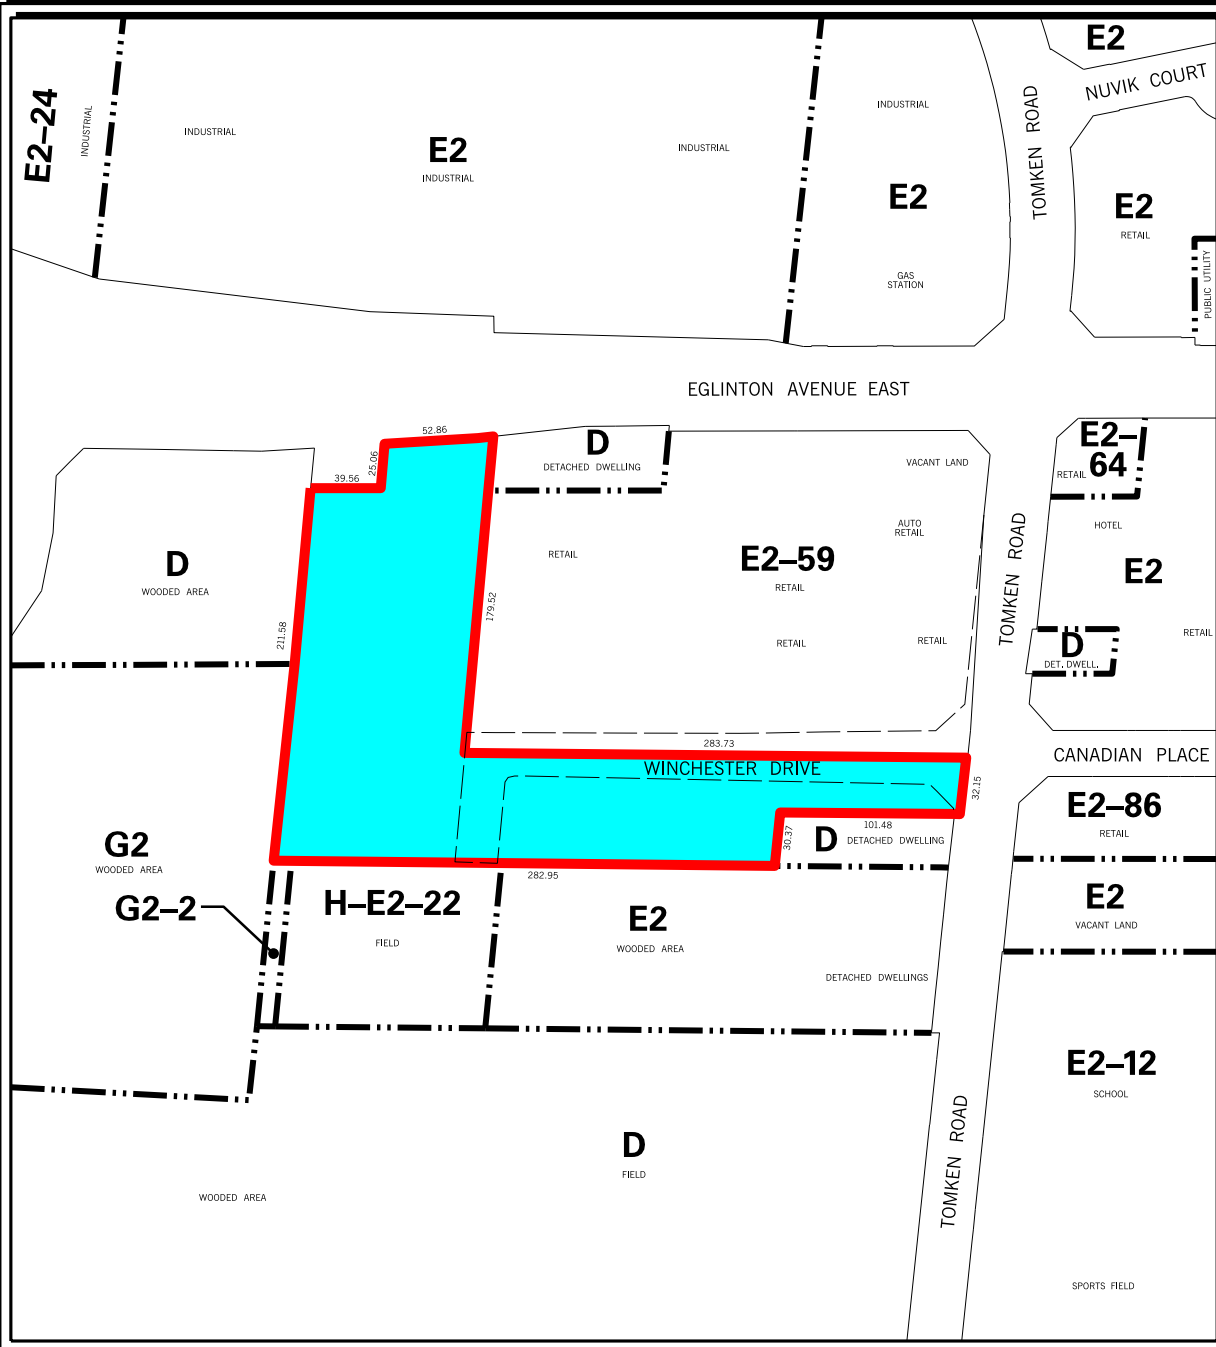 E2
NUVIK COURT
E2–24
INDUSTRIAL
INDUSTRIAL
E2
INDUSTRIAL
INDUSTRIAL
INDUSTRIAL
E2
GAS
STATION
TOMKEN ROAD
E2
RETAIL
PUBLIC UTILITY
EGLINTON AVENUE EAST
52.86
25.06
39.56
D
DETACHED DWELLING
VACANT LAND
E2–
64
RETAIL
HOTEL
AUTO
RETAIL
RETAIL
E2–59
RETAIL
RETAIL
RETAIL
TOMKEN ROAD
E2
RETAIL
D
DET. DWELL.
D
WOODED AREA
211.58
179.52
283.73
WINCHESTER DRIVE
32.15
CANADIAN PLACE
E2–86
RETAIL
101.48
30.37
D
DETACHED DWELLING
G2
WOODED AREA
282.95
G2–2
H–E2–22
FIELD
E2
WOODED AREA
DETACHED DWELLINGS
E2
VACANT LAND
E2–12
SCHOOL
D
FIELD
TOMKEN ROAD
WOODED AREA
SPORTS FIELD